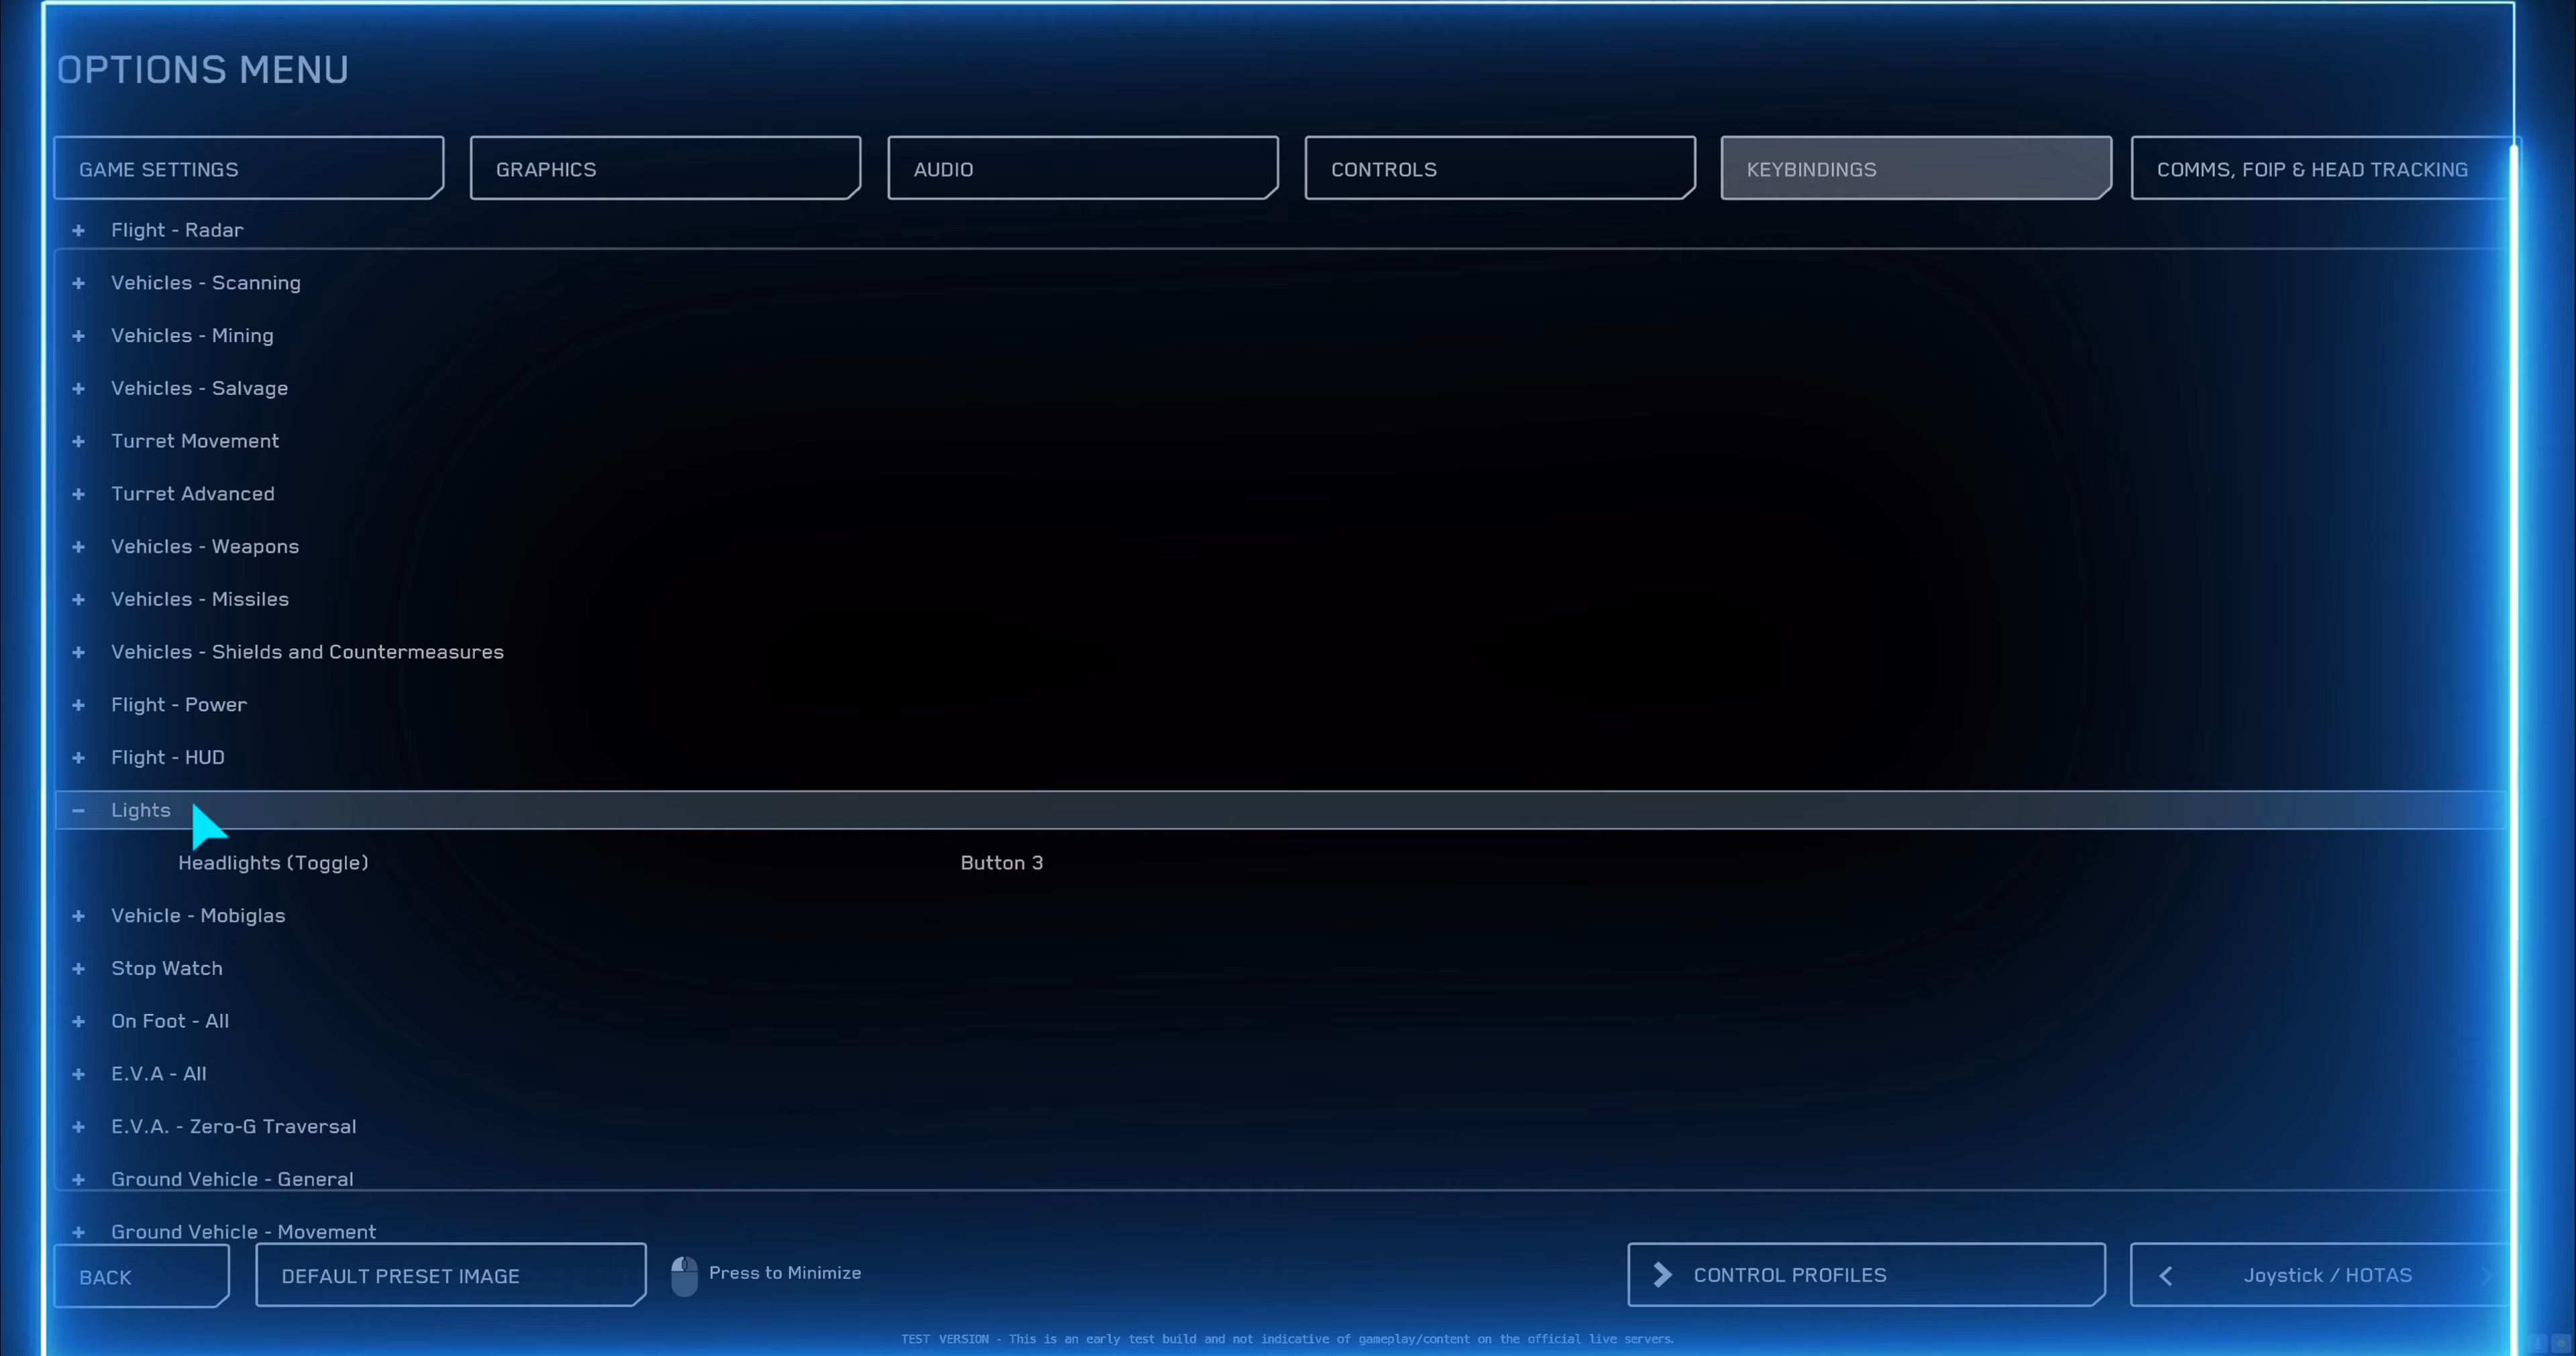 OPTIONS MENU
GAME SETTINGS
GRAPHICS
AUDIO
CONTROLS
KEYBINDINGS
COMMS, FOIP & HEAD TRACKING
+ Flight - Radar
+ Vehicles - Scanning
+ Vehicles - Mining
+ Vehicles - Salvage
+ Turret Movement
+ Turret Advanced
+ Vehicles - Weapons
+ Vehicles - Missiles
+ Vehicles - Shields and Countermeasures
+ Flight - Power
+ Flight - HUD
- Lights
Headlights (Toggle) Button 3
+ Vehicle - Mobiglas
+ Stop Watch
+ On Foot - All
+ E.V.A - All
+ E.V.A. - Zero-G Traversal
+ Ground Vehicle - General
+ Ground Vehicle - Movement
BACK
DEFAULT PRESET IMAGE
Press to Minimize
CONTROL PROFILES
Joystick / HOTAS
TEST VERSION - This is an early test build and not indicative of gameplay/content on the official live servers.